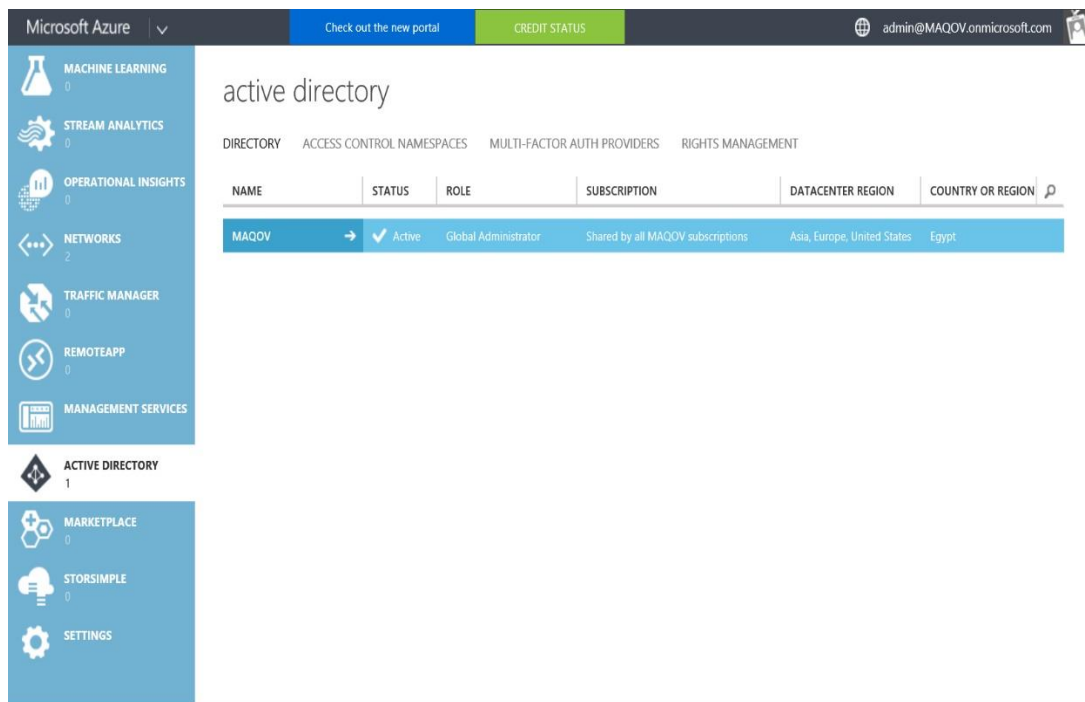 Microsoft Azure
Check out the new portal
CREDIT STATUS
admin@MAQOV.onmicrosoft.com
MACHINE LEARNING
0
STREAM ANALYTICS
0
OPERATIONAL INSIGHTS
0
NETWORKS
2
TRAFFIC MANAGER
0
REMOTEAPP
0
MANAGEMENT SERVICES
ACTIVE DIRECTORY
1
MARKETPLACE
0
STORSIMPLE
0
SETTINGS
active directory
DIRECTORY ACCESS CONTROL NAMESPACES MULTI-FACTOR AUTH PROVIDERS RIGHTS MANAGEMENT
NAME STATUS ROLE SUBSCRIPTION DATACENTER REGION COUNTRY OR REGION
MAQOV Active Global Administrator Shared by all MAQOV subscriptions Asia, Europe, United States Egypt